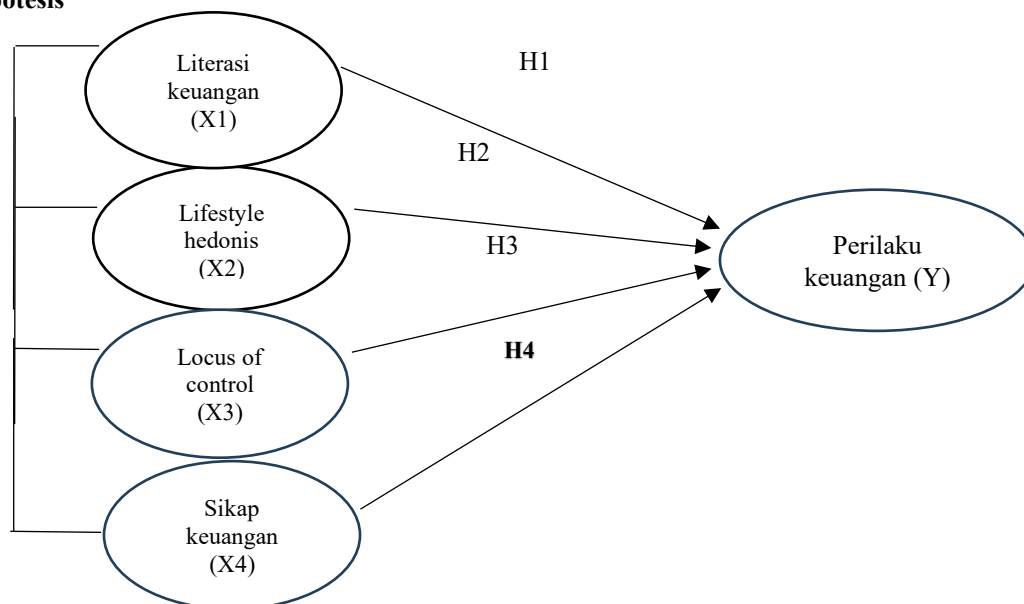 Literasi
keuangan
(X1)
H1
H2
Lifestyle
hedonis
(X2)
H3
Perilaku
keuangan (Y)
Locus of
control
(X3)
H4
Sikap
keuangan
(X4)